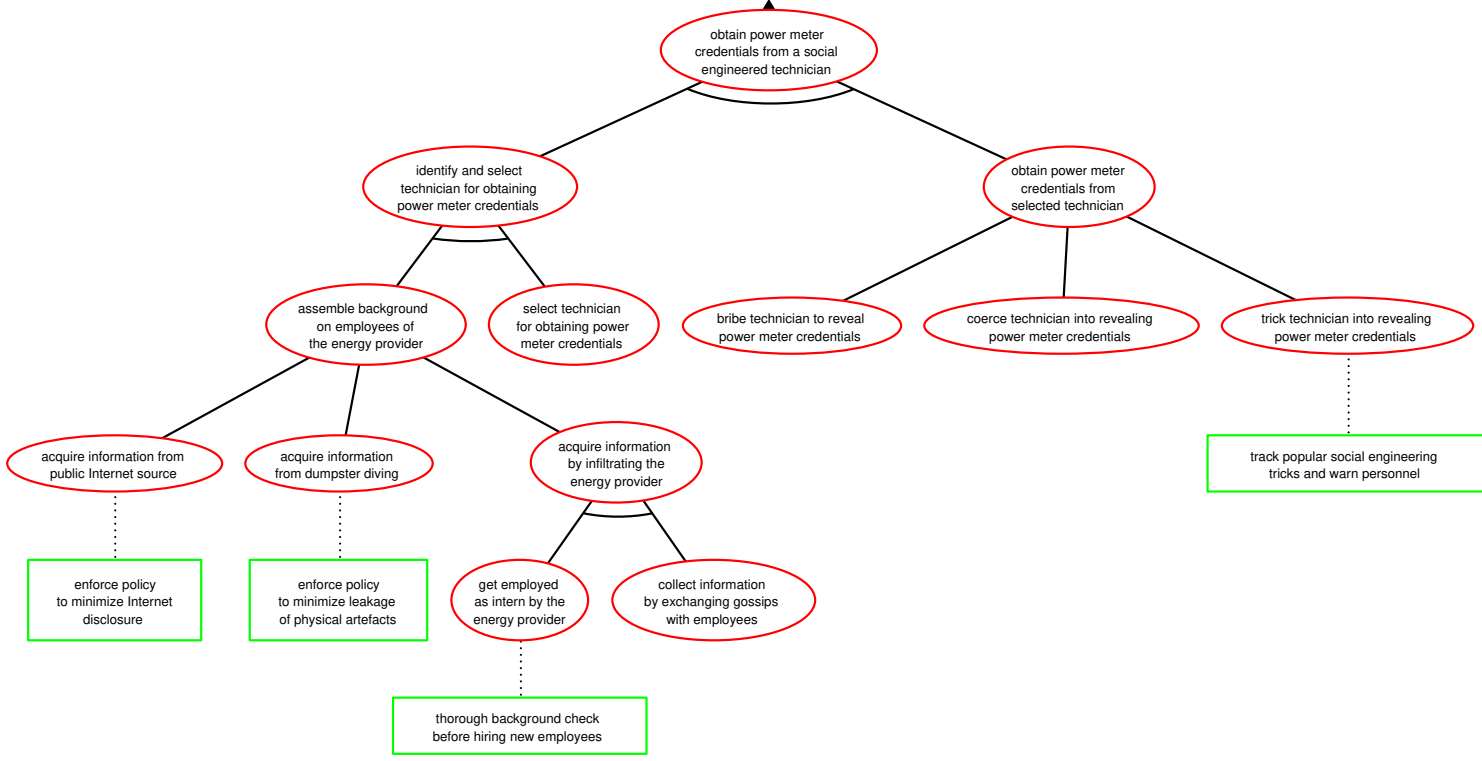 obtain power meter
credentials from a social
engineered technician
identify and select
technician for obtaining
power meter credentials
obtain power meter
credentials from
selected technician
assemble background
on employees of
the energy provider
select technician
for obtaining power
meter credentials
bribe technician to reveal
power meter credentials
coerce technician into revealing
power meter credentials
trick technician into revealing
power meter credentials
acquire information from
public Internet source
acquire information
from dumpster diving
acquire information
by infiltrating the
energy provider
track popular social engineering
tricks and warn personnel
enforce policy
to minimize Internet
disclosure
enforce policy
to minimize leakage
of physical artefacts
get employed
as intern by the
energy provider
collect information
by exchanging gossips
with employees
thorough background check
before hiring new employees